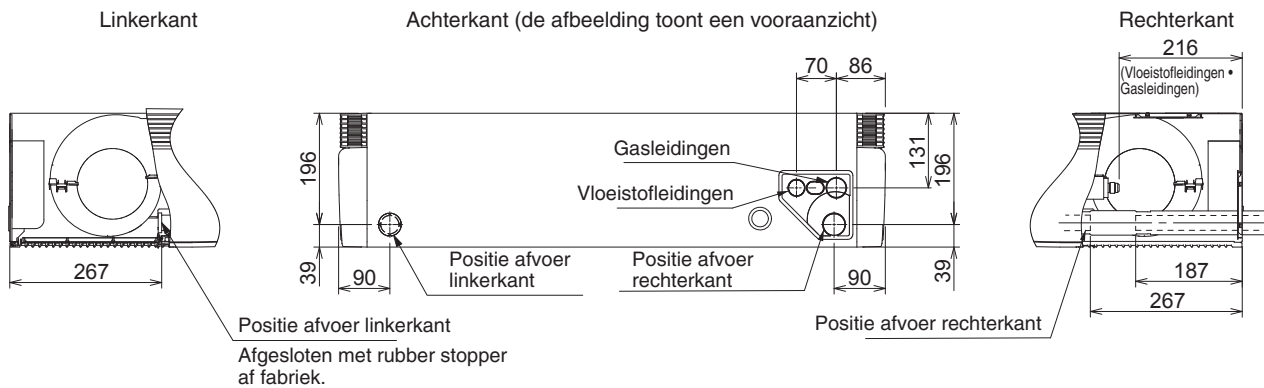 Linkerkant
Achterkant (de afbeelding toont een vooraanzicht)
Rechterkant
216
(Vloeistofleidingen •
Gasleidingen)
70
86
196
Gasleidingen
Vloeistofleidingen
131
196
267
39
90
Positie afvoer
linkerkant
Positie afvoer
rechterkant
90
39
187
267
Positie afvoer linkerkant
Afgesloten met rubber stopper
af fabriek.
Positie afvoer rechterkant